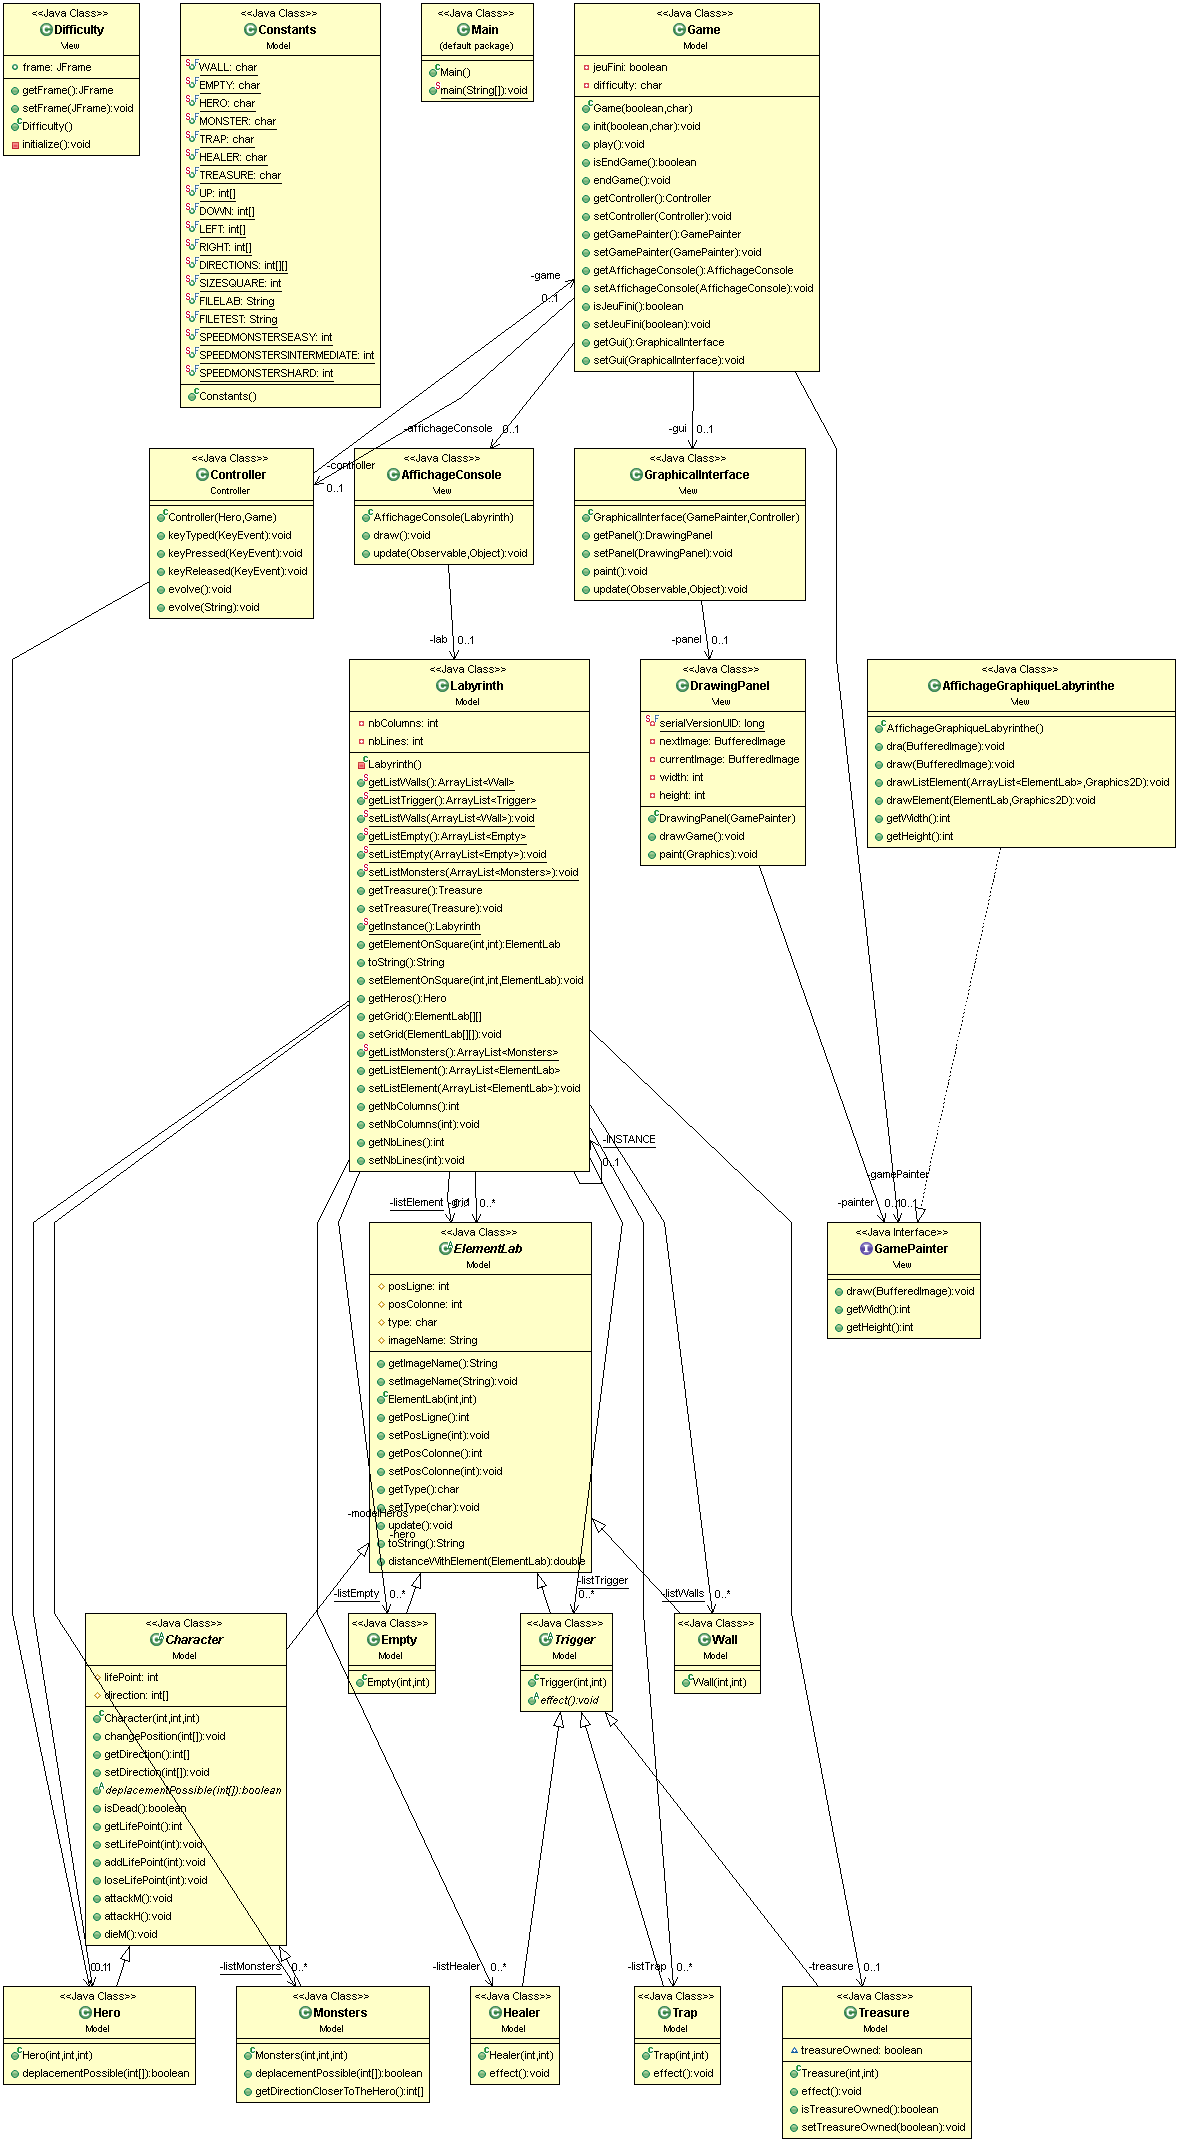 <<Java Class>>
Difficulty
View
frame: JFrame
getFrame():JFrame
setFrame(JFrame):void
Difficulty()
initialize():void
<<Java Class>>
Constants
Model
WALL: char
EMPTY: char
HERO: char
MONSTER: char
TRAP: char
HEALER: char
TREASURE: char
UP: int[]
DOWN: int[]
LEFT: int[]
RIGHT: int[]
DIRECTIONS: int[][]
SIZESQUARE: int
FILELAB: String
FILETEST: String
SPEEDMONSTERSEASY: int
SPEEDMONSTERSINTERMEDIATE: int
SPEEDMONSTERSHARD: int
Constants()
<<Java Class>>
Main
(default package)
Main()
main(String[]):void
<<Java Class>>
Game
Model
jeuFini: boolean
difficulty: char
Game(boolean,char)
init(boolean,char):void
play():void
isEndGame():boolean
endGame():void
getController():Controller
setController(Controller):void
getGamePainter():GamePainter
setGamePainter(GamePainter):void
getAffichageConsole():AffichageConsole
setAffichageConsole(AffichageConsole):void
isJeuFini():boolean
setJeuFini(boolean):void
getGui():GraphicalInterface
setGui(GraphicalInterface):void
-game
0..1
-affichageConsole 0..1
-gui 0..1
-controller
0..1
<<Java Class>>
Controller
Controller
Controller(Hero,Game)
keyTyped(KeyEvent):void
keyPressed(KeyEvent):void
keyReleased(KeyEvent):void
evolve():void
evolve(String):void
<<Java Class>>
AffichageConsole
View
AffichageConsole(Labyrinth)
draw():void
update(Observable,Object):void
<<Java Class>>
GraphicalInterface
View
GraphicalInterface(GamePainter,Controller)
getPanel():DrawingPanel
setPanel(DrawingPanel):void
paint():void
update(Observable,Object):void
-lab 0..1
-panel 0..1
<<Java Class>>
Labyrinth
Model
nbColumns: int
nbLines: int
Labyrinth()
getListWalls():ArrayList<Wall>
getListTrigger():ArrayList<Trigger>
setListWalls(ArrayList<Wall>):void
getListEmpty():ArrayList<Empty>
setListEmpty(ArrayList<Empty>):void
setListMonsters(ArrayList<Monsters>):void
getTreasure():Treasure
setTreasure(Treasure):void
getInstance():Labyrinth
getElementOnSquare(int,int):ElementLab
toString():String
setElementOnSquare(int,int,ElementLab):void
getHeros():Hero
getGrid():ElementLab[][]
setGrid(ElementLab[][]):void
getListMonsters():ArrayList<Monsters>
getListElement():ArrayList<ElementLab>
setListElement(ArrayList<ElementLab>):void
getNbColumns():int
setNbColumns(int):void
getNbLines():int
setNbLines(int):void
<<Java Class>>
DrawingPanel
View
serialVersionUID: long
nextImage: BufferedImage
currentImage: BufferedImage
width: int
height: int
DrawingPanel(GamePainter)
drawGame():void
paint(Graphics):void
<<Java Class>>
AffichageGraphiqueLabyrinthe
View
AffichageGraphiqueLabyrinthe()
dra(BufferedImage):void
draw(BufferedImage):void
drawListElement(ArrayList<ElementLab>,Graphics2D):void
drawElement(ElementLab,Graphics2D):void
getWidth():int
getHeight():int
-INSTANCE
0..1
-gamePainter
-painter 0..1 0..1
-listElement -grid 0..*
<<Java Interface>>
GamePainter
View
draw(BufferedImage):void
getWidth():int
getHeight():int
<<Java Class>>
ElementLab
Model
posLigne: int
posColonne: int
type: char
imageName: String
getImageName():String
setImageName(String):void
ElementLab(int,int)
getPosLigne():int
setPosLigne(int):void
getPosColonne():int
setPosColonne(int):void
getType():char
setType(char):void
update():void
toString():String
distanceWithElement(ElementLab):double
-modelHeros
-hero
-listEmpty 0..*
-listTrigger
0..*
-listWalls 0..*
<<Java Class>>
Character
Model
lifePoint: int
direction: int[]
Character(int,int,int)
changePosition(int[]):void
getDirection():int[]
setDirection(int[]):void
deplacementPossible(int[]):boolean
isDead():boolean
getLifePoint():int
setLifePoint(int):void
addLifePoint(int):void
loseLifePoint(int):void
attackM():void
attackH():void
dieM():void
<<Java Class>>
Empty
Model
Empty(int,int)
<<Java Class>>
Trigger
Model
Trigger(int,int)
effect():void
<<Java Class>>
Wall
Model
Wall(int,int)
-listMonsters 0..*
-listHealer 0..*
-listTrap 0..*
-treasure 0..1
<<Java Class>>
Hero
Model
Hero(int,int,int)
deplacementPossible(int[]):boolean
<<Java Class>>
Monsters
Model
Monsters(int,int,int)
deplacementPossible(int[]):boolean
getDirectionCloserToTheHero():int[]
<<Java Class>>
Healer
Model
Healer(int,int)
effect():void
<<Java Class>>
Trap
Model
Trap(int,int)
effect():void
<<Java Class>>
Treasure
Model
treasureOwned: boolean
Treasure(int,int)
effect():void
isTreasureOwned():boolean
setTreasureOwned(boolean):void